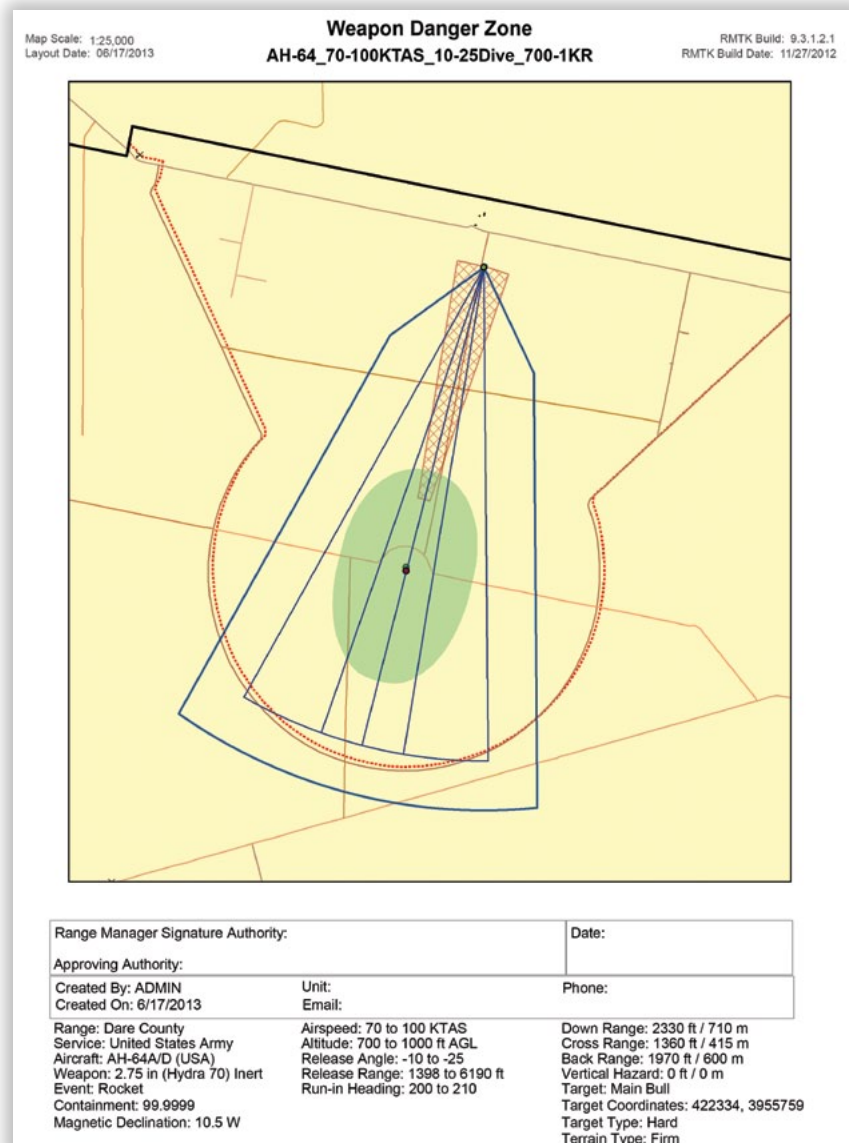 Weapon Danger Zone
AH-64_70-100KTAS_10-25Dive_700-1KR
Map Scale: 1:25,000
Layout Date: 06/17/2013
RMTK Build: 9.3.1.2.1
RMTK Build Date: 11/27/2012
Range Manager Signature Authority:
Date:
Approving Authority:
Created By: ADMIN
Created On: 6/17/2013
Unit:
Email:
Phone:
Range: Dare County
Service: United States Army
Aircraft: AH-64A/D (USA)
Weapon: 2.75 in (Hydra 70) Inert
Event: Rocket
Containment: 99.9999
Magnetic Declination: 10.5 W
Airspeed: 70 to 100 KTAS
Altitude: 700 to 1000 ft AGL
Release Angle: -10 to -25
Release Range: 1398 to 6190 ft
Run-in Heading: 200 to 210
Down Range: 2330 ft / 710 m
Cross Range: 1360 ft / 415 m
Back Range: 1970 ft / 600 m
Vertical Hazard: 0 ft / 0 m
Target: Main Bull
Target Coordinates: 422334, 3955759
Target Type: Hard
Terrain Type: Firm